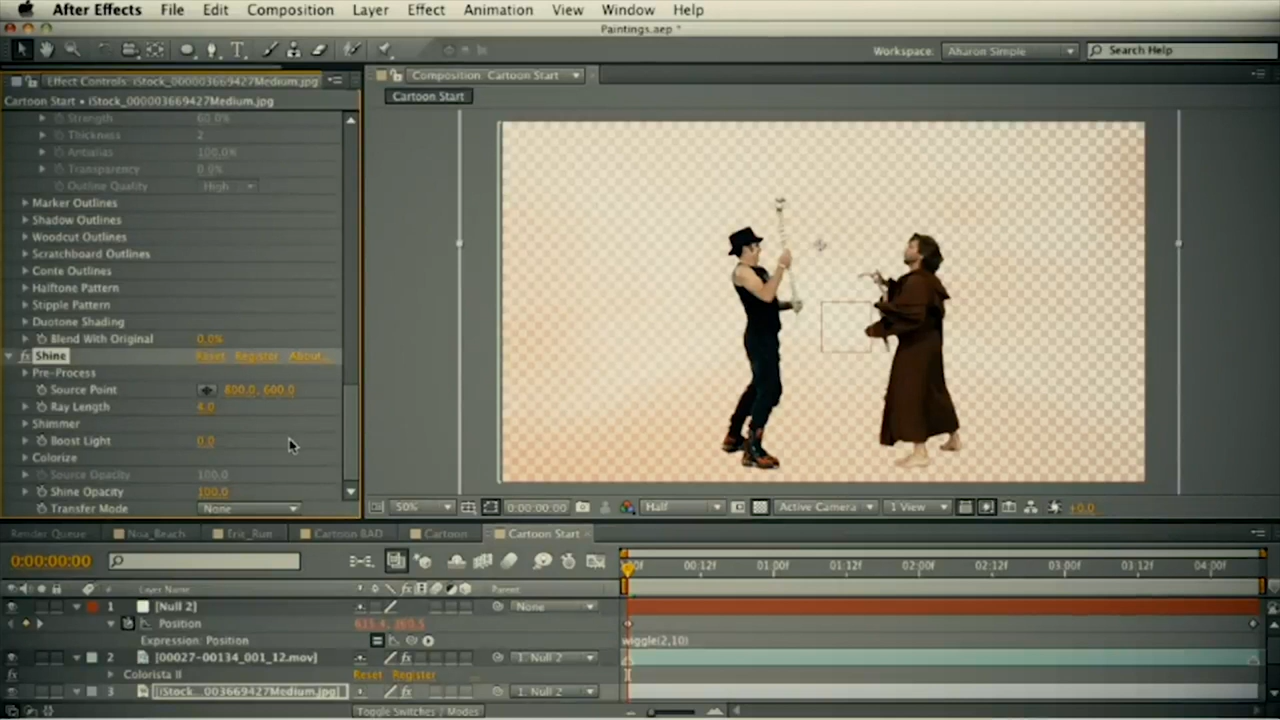 After Effects File Edit Composition Layer Effect Animation View Window Help
Paintings.aep *
Workspace: Aharon Simple Search Help
Effect Controls: iStock_000003669427Medium.jpg
Composition: Cartoon Start
Cartoon Start • iStock_000003669427Medium.jpg
Cartoon Start
Strength 60.0%
Thickness 2
Antialias 100.0%
Transparency 0.0%
Outline Quality High
Marker Outlines
Shadow Outlines
Woodcut Outlines
Scratchboard Outlines
Conte Outlines
Halftone Pattern
Stipple Pattern
Duotone Shading
Blend With Original 0.0%
fx Shine Reset Register About...
Pre-Process
Source Point 800.0, 600.0
Ray Length 4.0
Shimmer
Boost Light 0.0
Colorize
Source Opacity 100.0
Shine Opacity 100.0
Transfer Mode None
50% 0:00:00:00 Half Active Camera 1 View +0.0
Render Queue Noa_Beach Eric_Run Cartoon BAD Cartoon Cartoon Start
0:00:00:00
00f 00:12f 01:00f 01:12f 02:00f 02:12f 03:00f 03:12f 04:00f
# Layer Name Parent
1 [Null 2] None
Position
Expression: Position wiggle(2,10)
2 [00027-00134_001_12.mov] 1. Null 2
fx Colorista II Reset Register ...
3 [iStock...003669427Medium.jpg] 1. Null 2
Toggle Switches / Modes